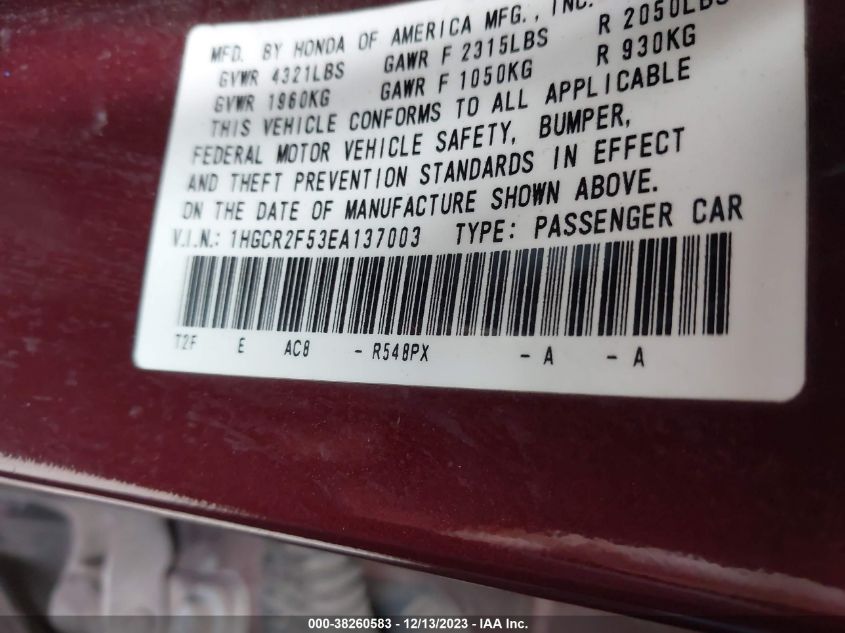 MFD. BY HONDA OF AMERICA MFG., INC.
GVWR 4321LBS GAWR F 2315LBS R 2050LBS
GVWR 1960KG GAWR F 1050KG R 930KG
THIS VEHICLE CONFORMS TO ALL APPLICABLE
FEDERAL MOTOR VEHICLE SAFETY, BUMPER,
AND THEFT PREVENTION STANDARDS IN EFFECT
ON THE DATE OF MANUFACTURE SHOWN ABOVE.
V.I.N.: 1HGCR2F53EA137003 TYPE: PASSENGER CAR
T2F E AC8 - R548PX - A - A
000-38260583 - 12/13/2023 - IAA Inc.